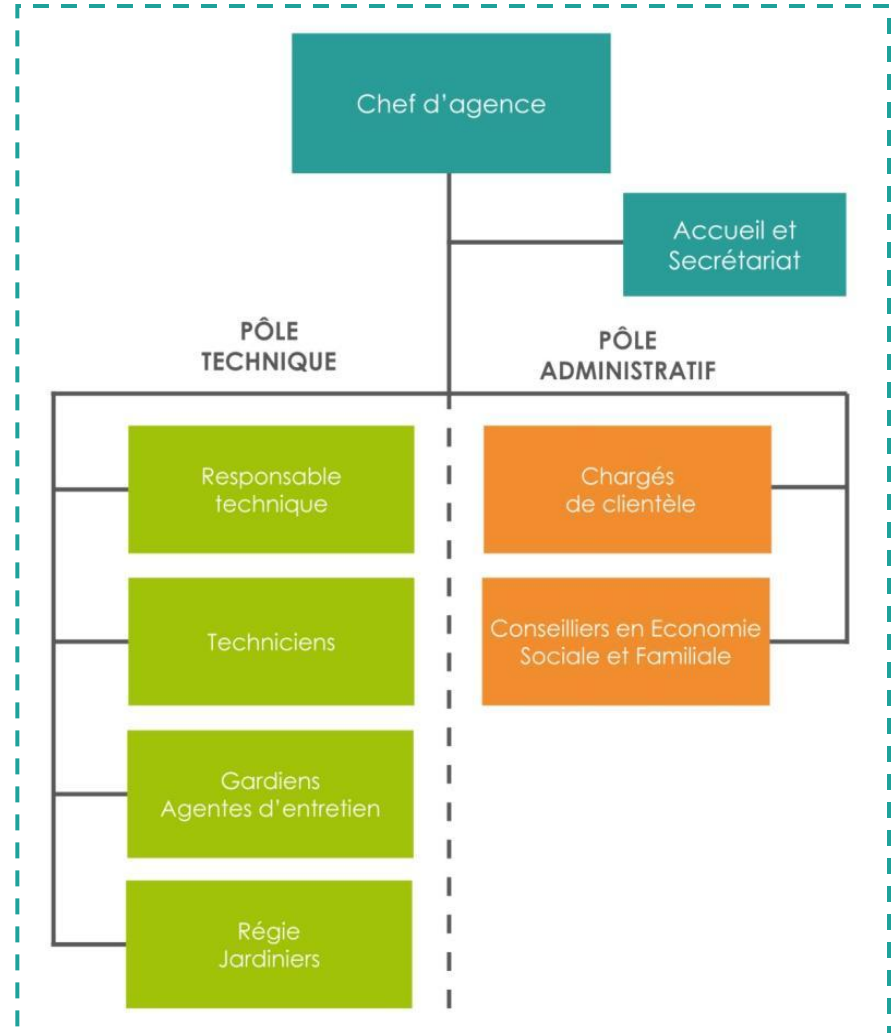 Chef d'agence
Accueil et
Secrétariat
PÔLE
TECHNIQUE
PÔLE
ADMINISTRATIF
Responsable
technique
Chargés
de clientèle
Techniciens
Conseilliers en Economie
Sociale et Familiale
Gardiens
Agentes d'entretien
Régie
Jardiniers